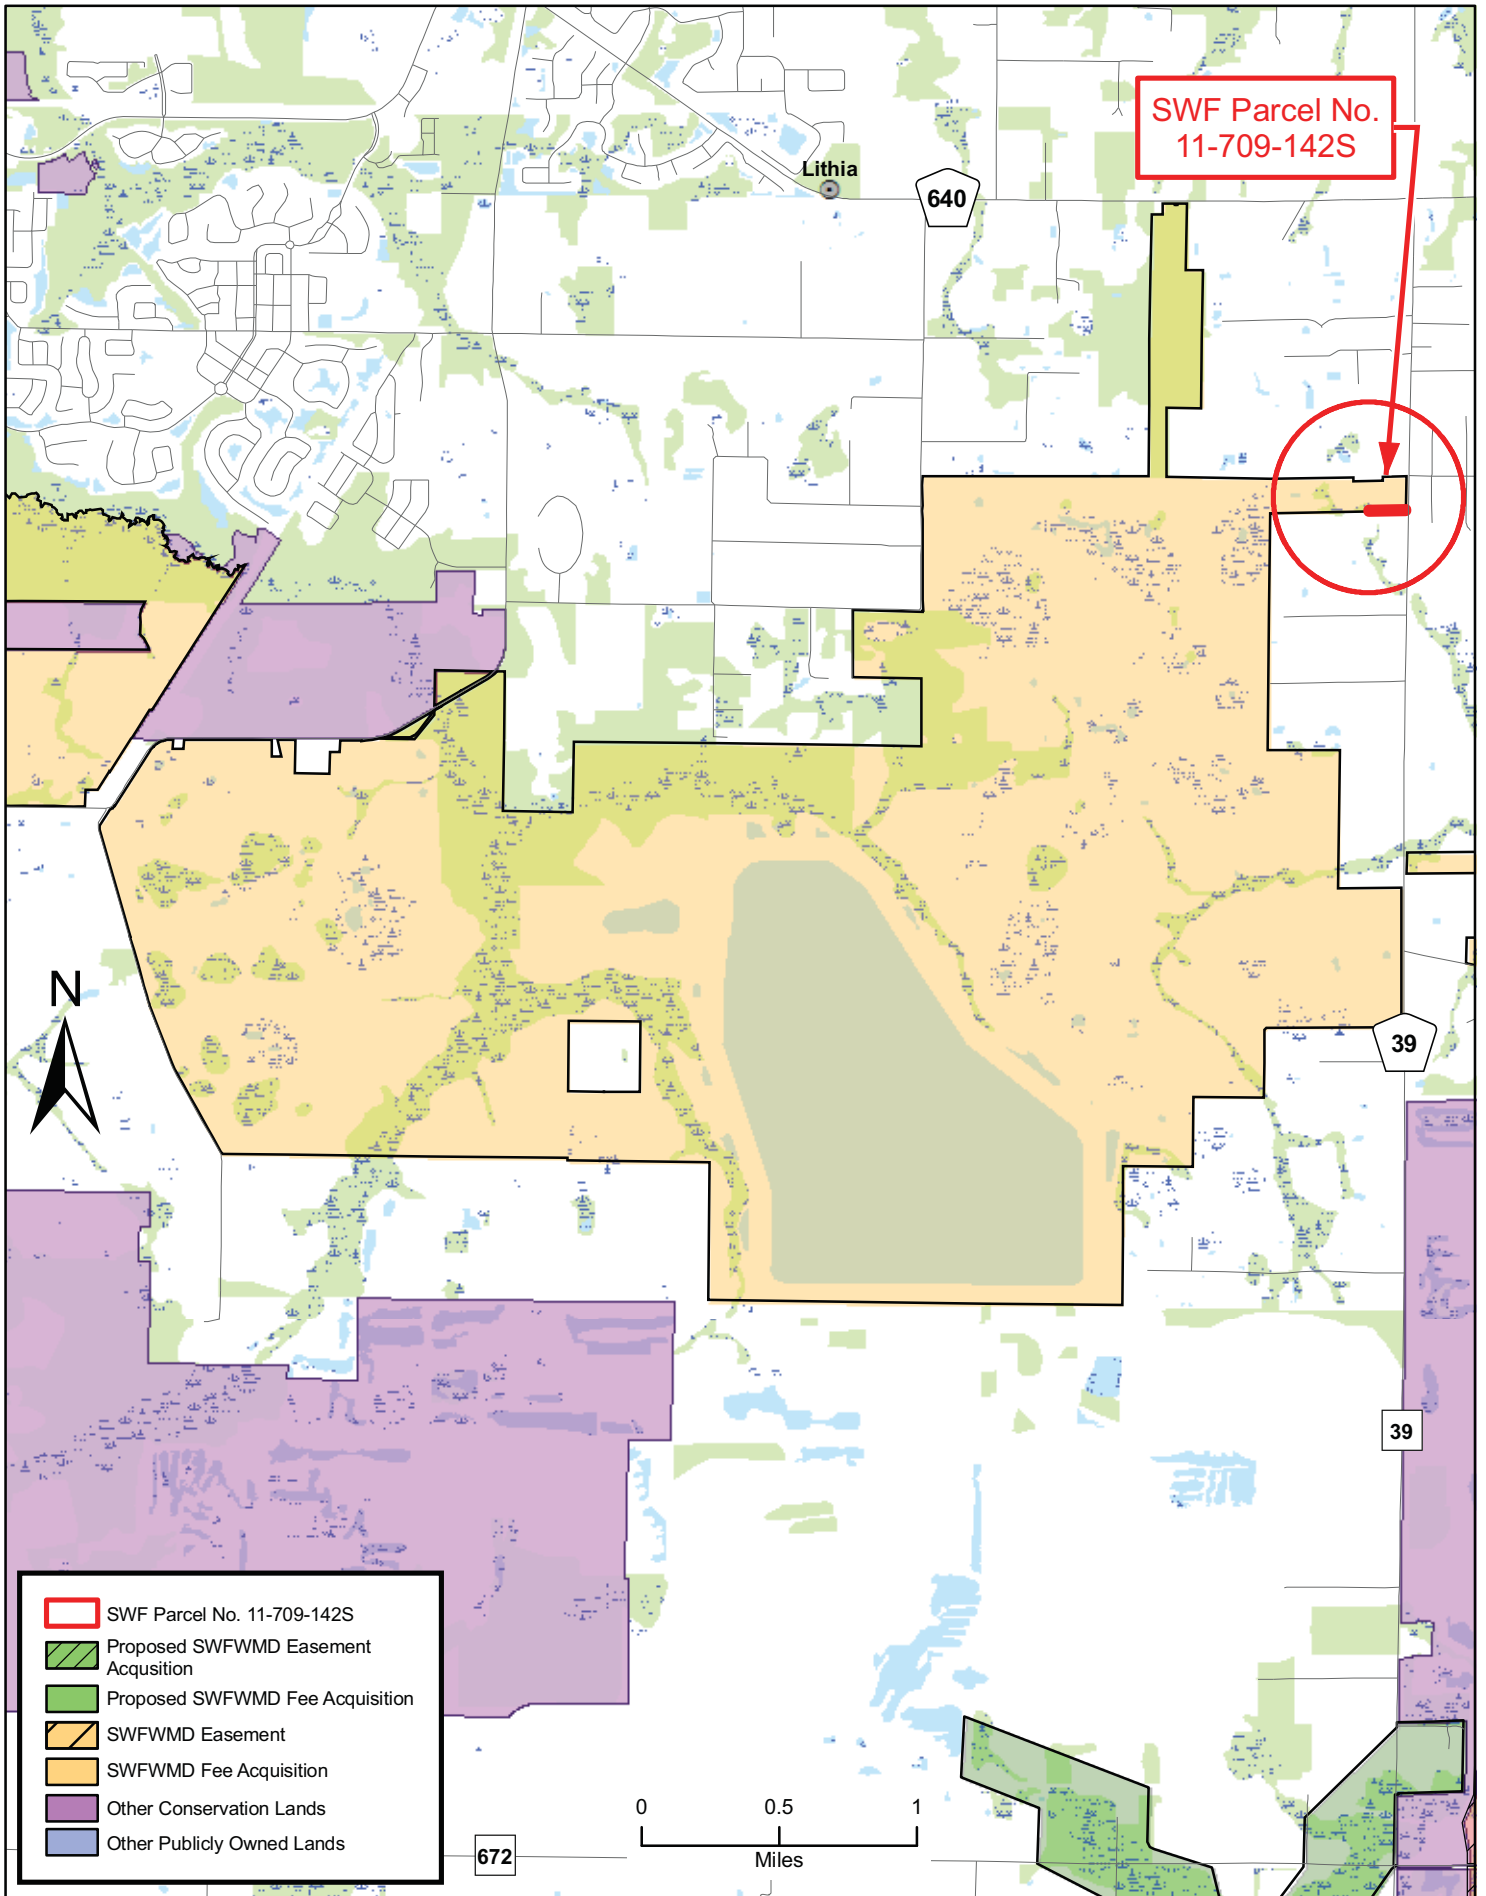 SWF Parcel No.
11-709-142S
Lithia
640
N
39
39
SWF Parcel No. 11-709-142S
Proposed SWFWMD Easement
Acqusition
Proposed SWFWMD Fee Acquisition
SWFWMD Easement
SWFWMD Fee Acquisition
Other Conservation Lands
Other Publicly Owned Lands
0 0.5 1
Miles
672